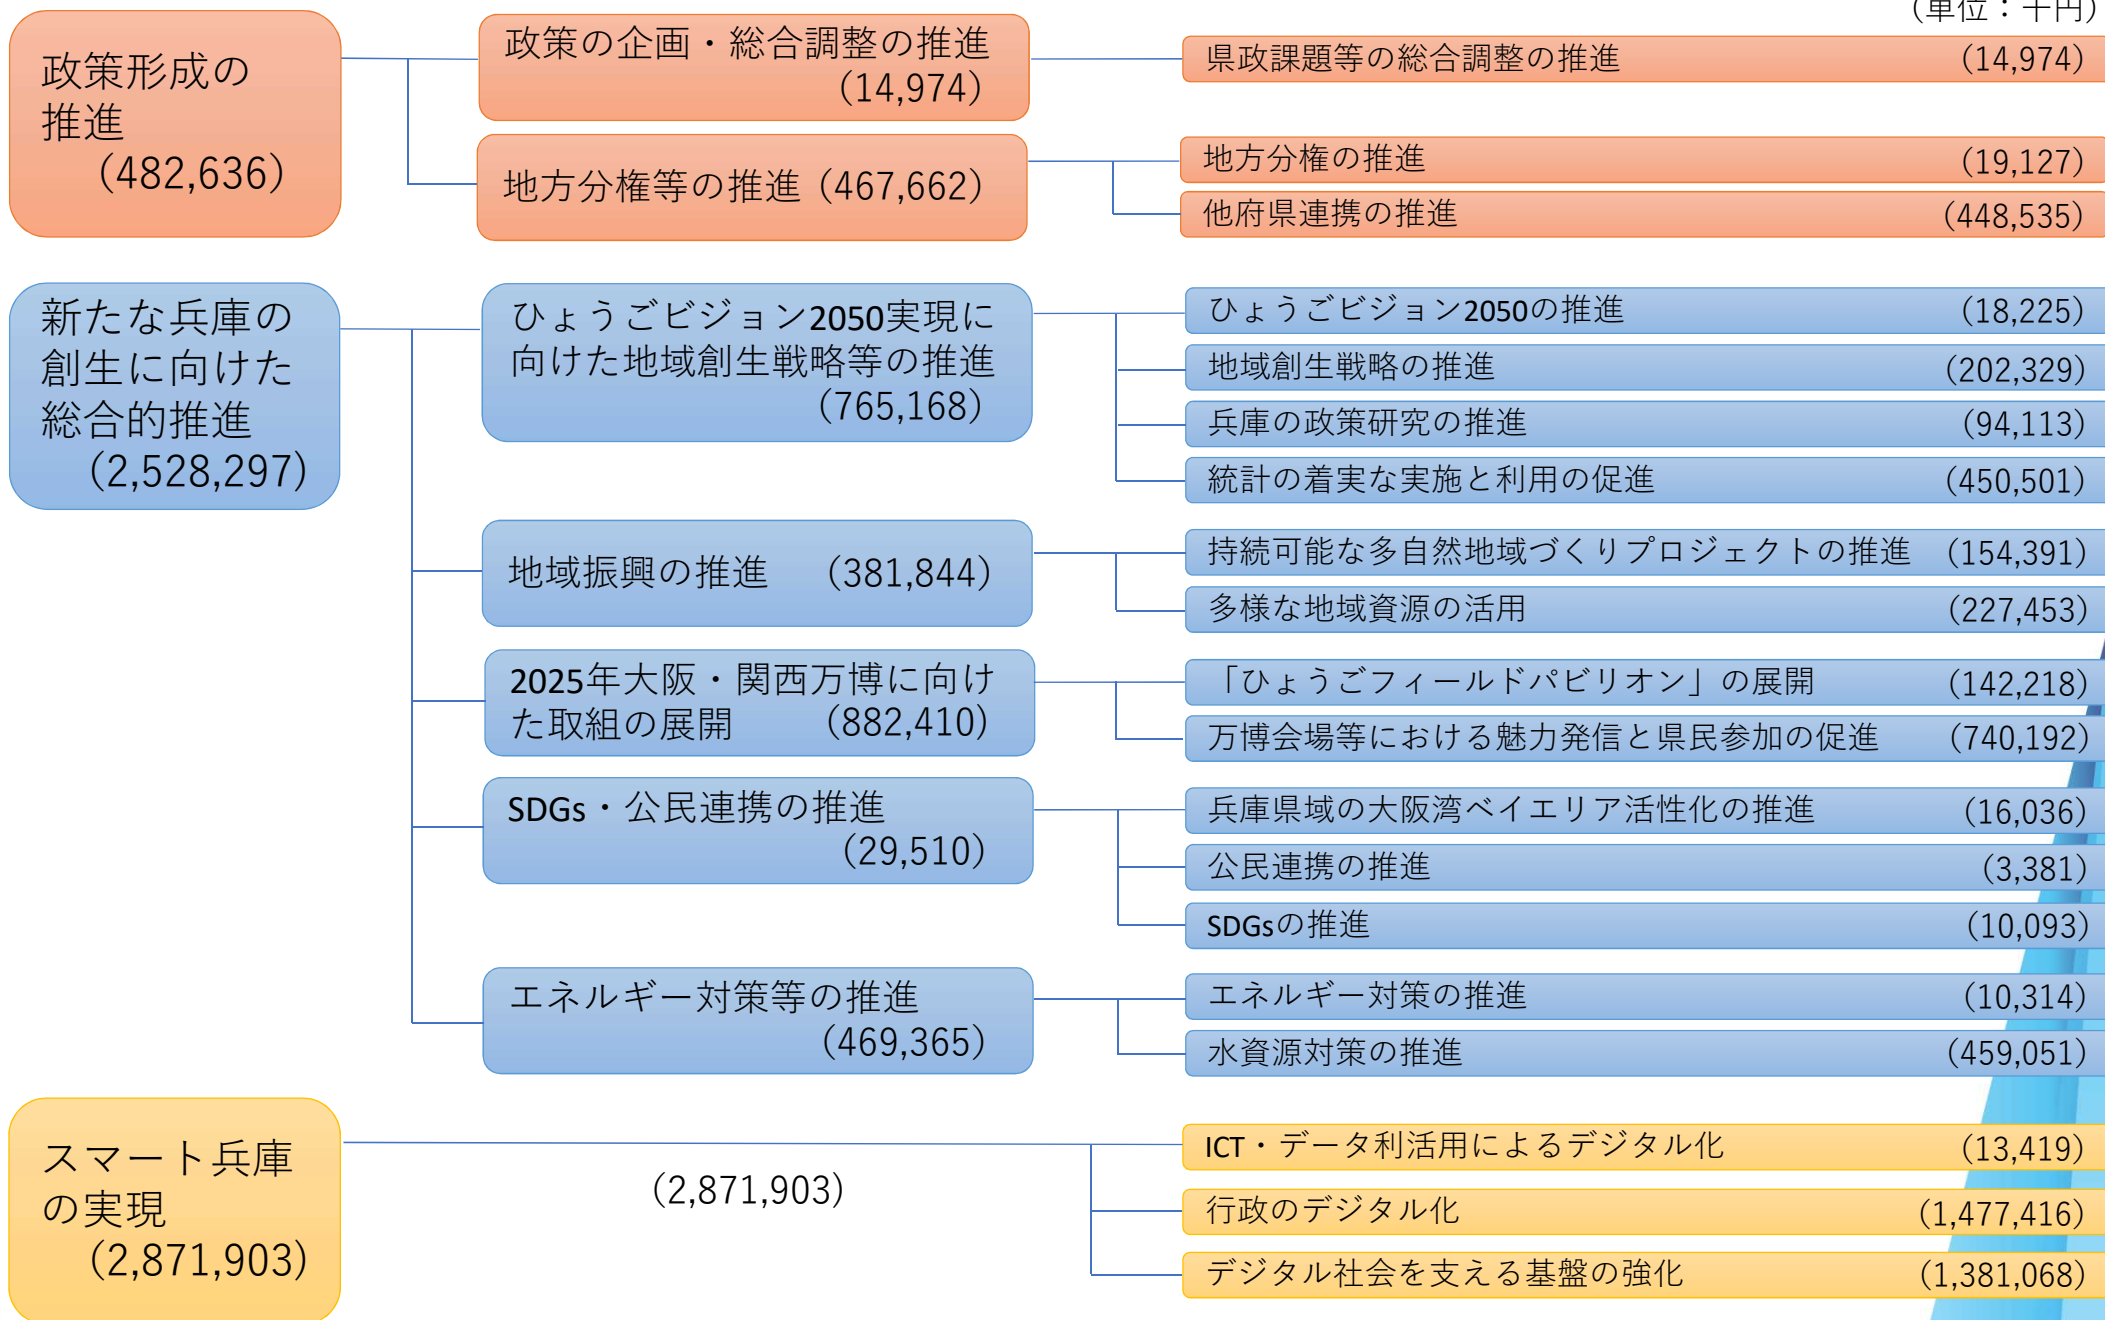 （単位：千円）
政策形成の
推進
（482,636）
政策の企画・総合調整の推進
（14,974）
県政課題等の総合調整の推進 （14,974）
地方分権等の推進（467,662）
地方分権の推進 （19,127）
他府県連携の推進 （448,535）
新たな兵庫の
創生に向けた
総合的推進
（2,528,297）
ひょうごビジョン2050実現に
向けた地域創生戦略等の推進
（765,168）
ひょうごビジョン2050の推進 （18,225）
地域創生戦略の推進 （202,329）
兵庫の政策研究の推進 （94,113）
統計の着実な実施と利用の促進 （450,501）
地域振興の推進 （381,844）
持続可能な多自然地域づくりプロジェクトの推進 （154,391）
多様な地域資源の活用 （227,453）
2025年大阪・関西万博に向け
た取組の展開 （882,410）
「ひょうごフィールドパビリオン」の展開 （142,218）
万博会場等における魅力発信と県民参加の促進 （740,192）
SDGs・公民連携の推進
（29,510）
兵庫県域の大阪湾ベイエリア活性化の推進 （16,036）
公民連携の推進 （3,381）
SDGsの推進 （10,093）
エネルギー対策等の推進
（469,365）
エネルギー対策の推進 （10,314）
水資源対策の推進 （459,051）
スマート兵庫
の実現
（2,871,903）
（2,871,903）
ICT・データ利活用によるデジタル化 （13,419）
行政のデジタル化 （1,477,416）
デジタル社会を支える基盤の強化 （1,381,068）